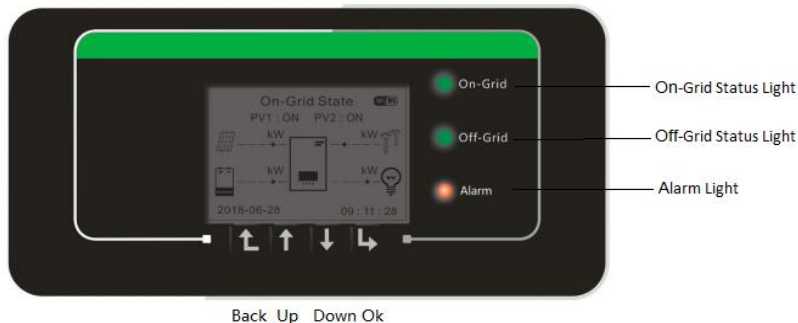 On-Grid State WiFi
PV1 : ON PV2 : ON
kW kW
kW kW
2018-06-28 09 : 11 : 28
On-Grid
Off-Grid
Alarm
On-Grid Status Light
Off-Grid Status Light
Alarm Light
Back Up Down Ok